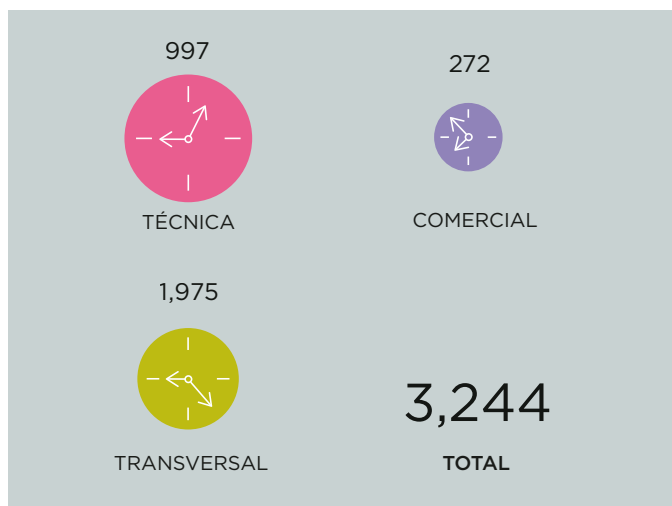 997
TÉCNICA
272
COMERCIAL
1,975
TRANSVERSAL
3,244
TOTAL